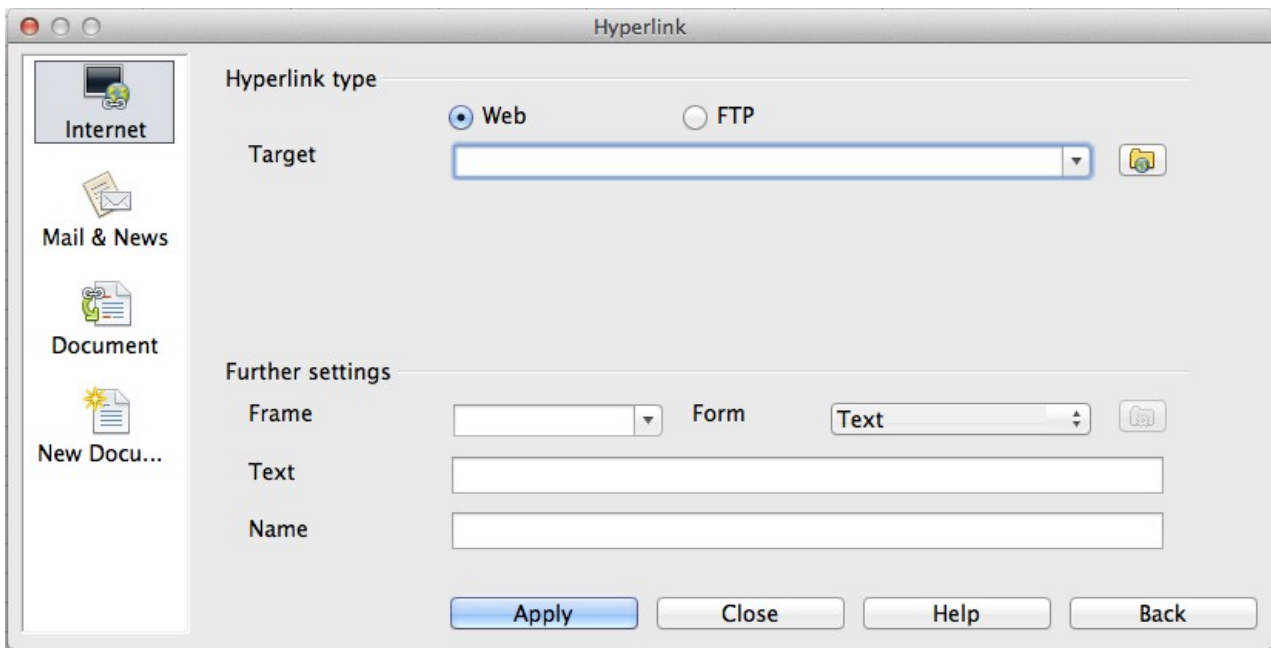 Hyperlink
Internet
Mail & News
Document
New Docu...
Hyperlink type
Web FTP
Target
Further settings
Frame Form Text
Text
Name
Apply Close Help Back